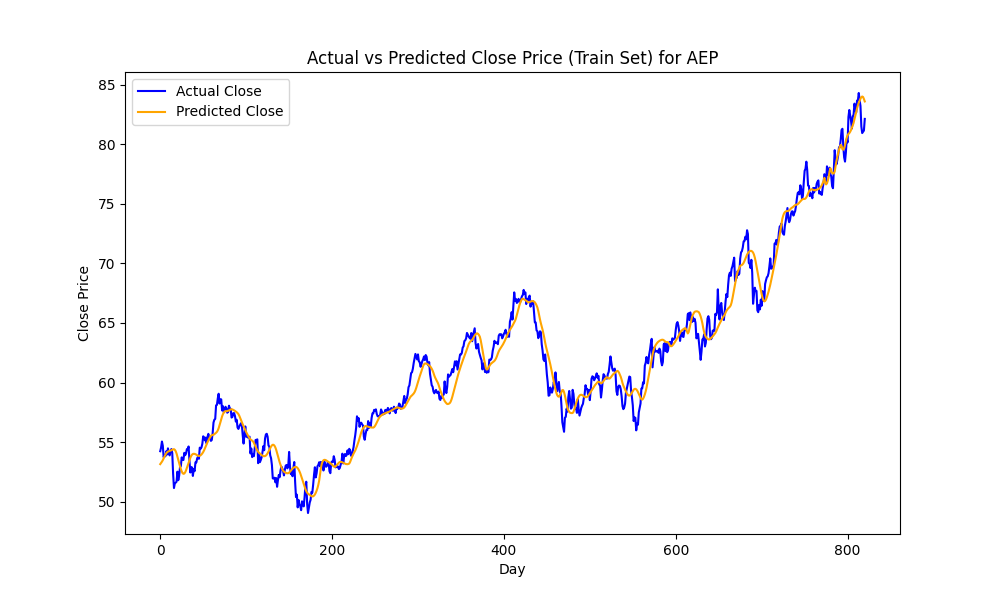 Actual vs Predicted Close Price (Train Set) for AEP
Actual Close
Predicted Close
Close Price
85
80
75
70
65
60
55
50
0 200 400 600 800
Day